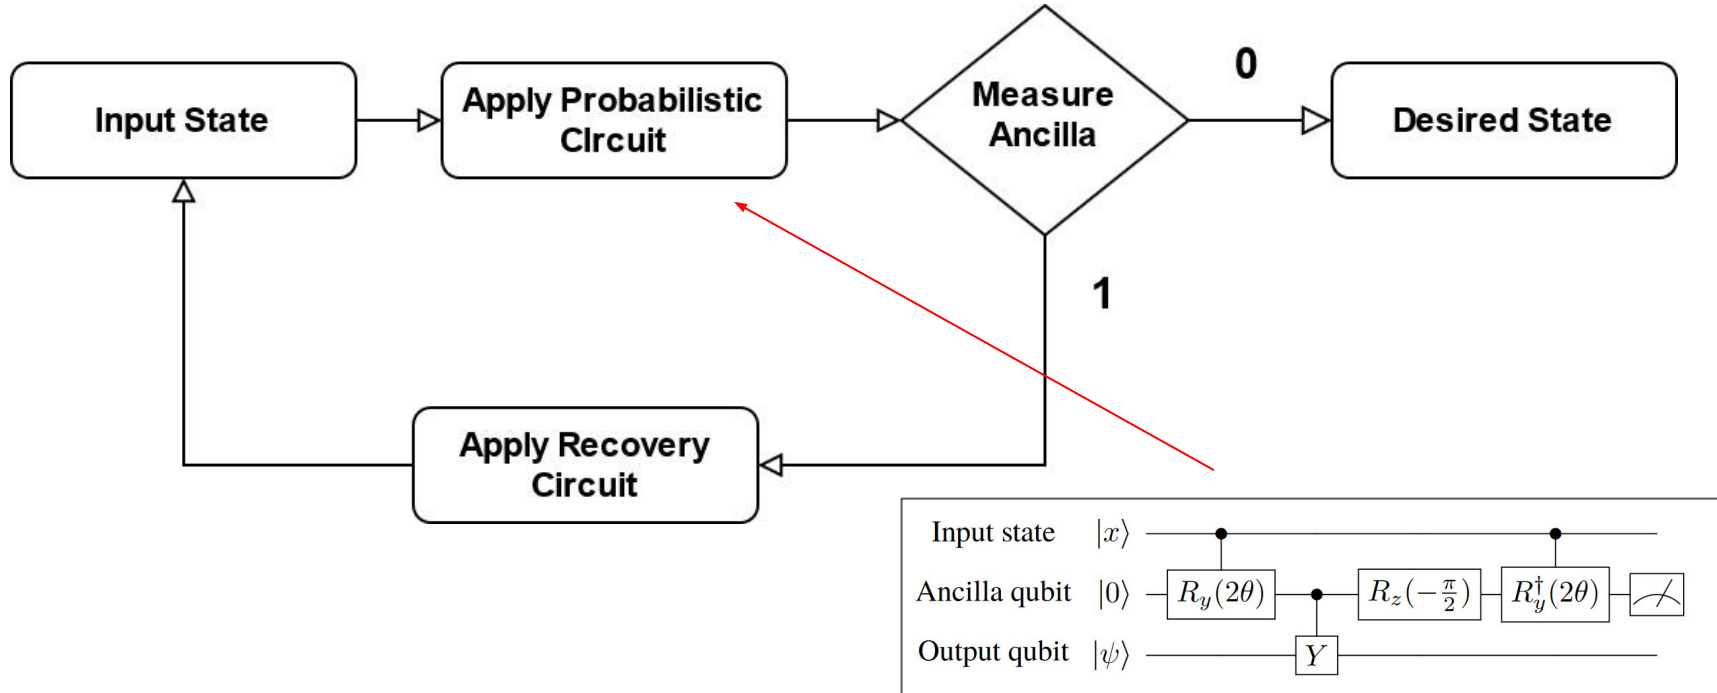 Input State
Apply Probabilistic
CIrcuit
Measure
Ancilla
0
Desired State
1
Apply Recovery
Circuit
Input state |x⟩
R_y(2θ) R_z(−π/2) R_y^†(2θ)
Ancilla qubit |0⟩
Output qubit |ψ⟩ Y